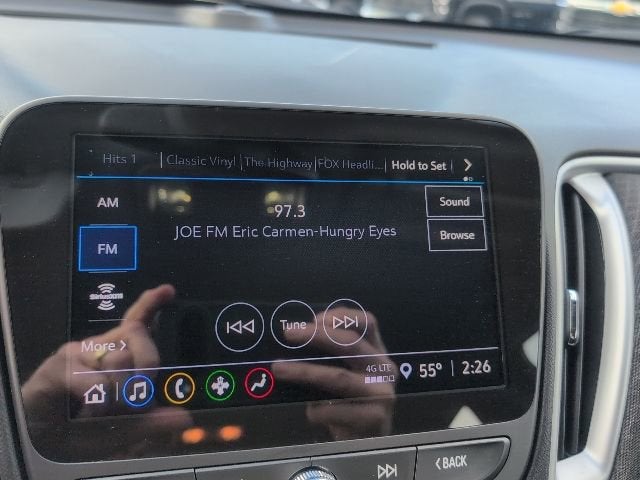 Hits 1 Classic Vinyl The Highway FOX Headli... Hold to Set
AM
97.3
Sound
JOE FM Eric Carmen-Hungry Eyes
Browse
FM
SiriusXM
Tune
More >
4G LTE
55° 2:26
BACK